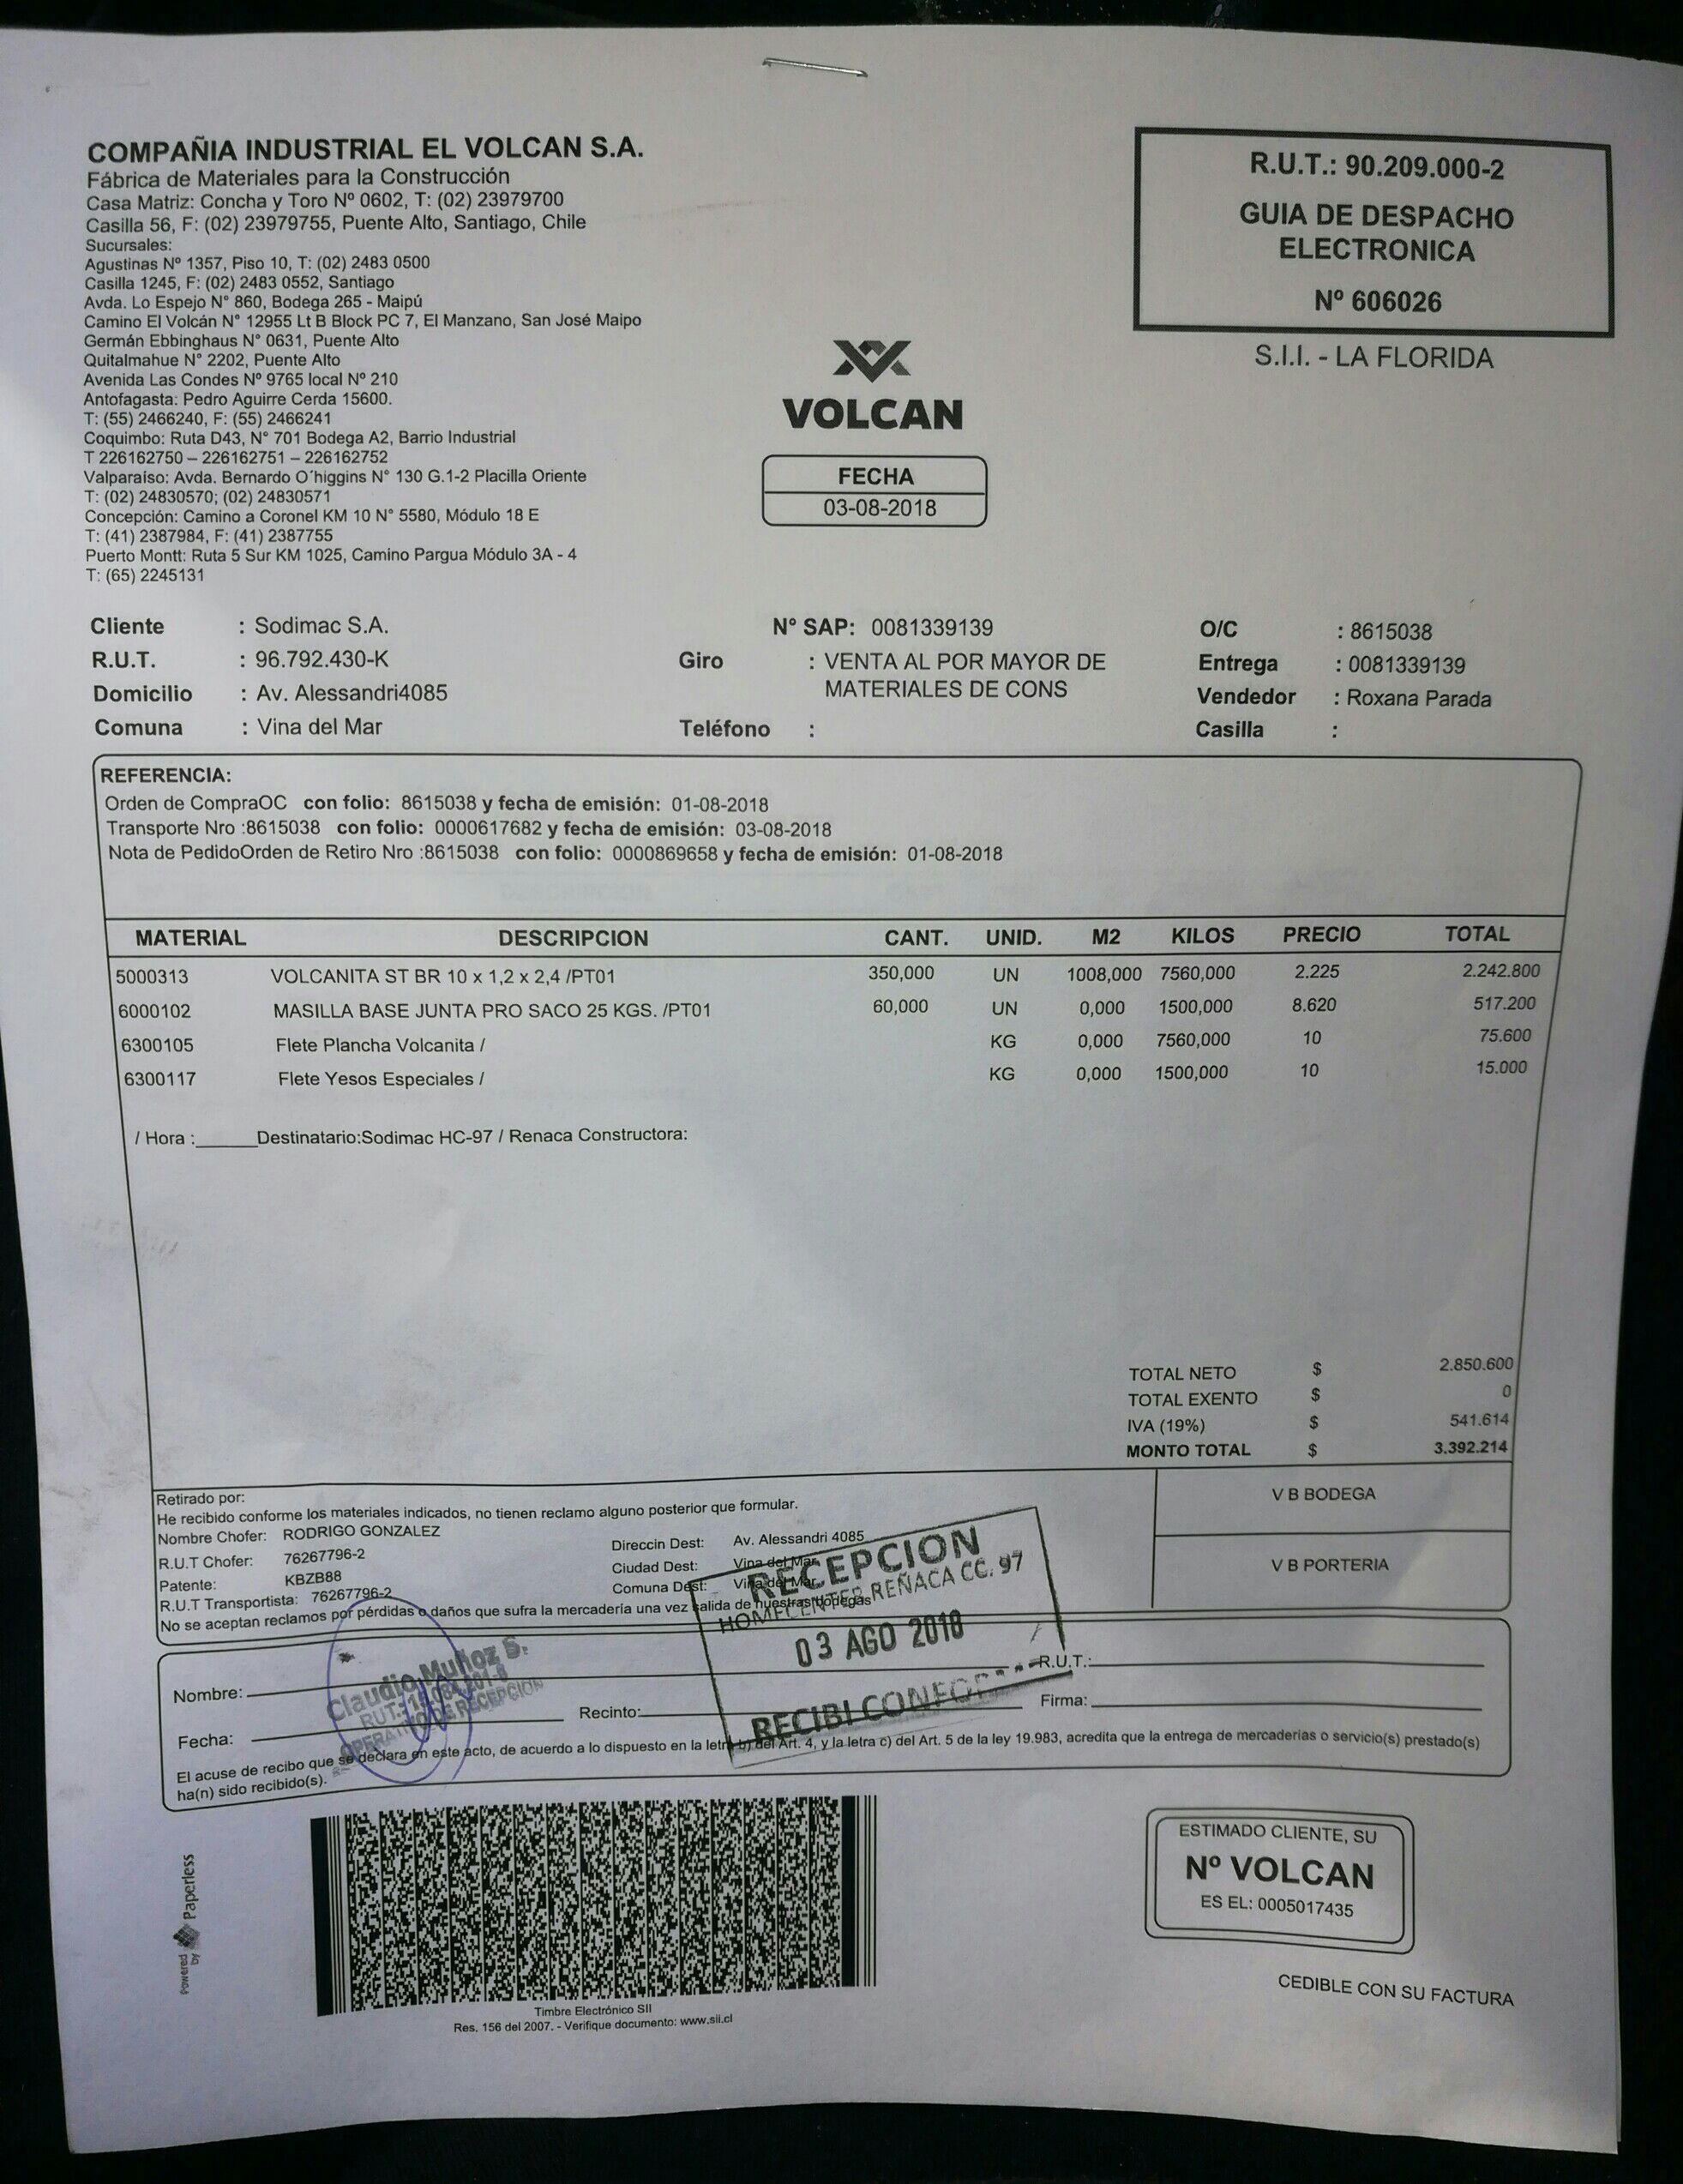 COMPAÑIA INDUSTRIAL EL VOLCAN S.A.
Fábrica de Materiales para la Construcción
Casa Matriz: Concha y Toro Nº 0602, T: (02) 23979700
Casilla 56, F: (02) 23979755, Puente Alto, Santiago, Chile
Sucursales:
Agustinas Nº 1357, Piso 10, T: (02) 2483 0500
Casilla 1245, F: (02) 2483 0552, Santiago
Avda. Lo Espejo N° 860, Bodega 265 - Maipú
Camino El Volcán N° 12955 Lt B Block PC 7, El Manzano, San José Maipo
Germán Ebbinghaus N° 0631, Puente Alto
Quitalmahue N° 2202, Puente Alto
Avenida Las Condes Nº 9765 local Nº 210
Antofagasta: Pedro Aguirre Cerda 15600.
T: (55) 2466240, F: (55) 2466241
Coquimbo: Ruta D43, N° 701 Bodega A2, Barrio Industrial
T 226162750 – 226162751 – 226162752
Valparaíso: Avda. Bernardo O´higgins N° 130 G.1-2 Placilla Oriente
T: (02) 24830570; (02) 24830571
Concepción: Camino a Coronel KM 10 N° 5580, Módulo 18 E
T: (41) 2387984, F: (41) 2387755
Puerto Montt: Ruta 5 Sur KM 1025, Camino Pargua Módulo 3A - 4
T: (65) 2245131
R.U.T.: 90.209.000-2
GUIA DE DESPACHO
ELECTRONICA
Nº 606026
S.I.I. - LA FLORIDA
VOLCAN
FECHA
03-08-2018
Cliente : Sodimac S.A. N° SAP: 0081339139 O/C : 8615038
R.U.T. : 96.792.430-K Giro : VENTA AL POR MAYOR DE Entrega : 0081339139
MATERIALES DE CONS
Domicilio : Av. Alessandri4085 Vendedor : Roxana Parada
Comuna : Vina del Mar Teléfono : Casilla :
REFERENCIA:
Orden de CompraOC con folio: 8615038 y fecha de emisión: 01-08-2018
Transporte Nro :8615038 con folio: 0000617682 y fecha de emisión: 03-08-2018
Nota de PedidoOrden de Retiro Nro :8615038 con folio: 0000869658 y fecha de emisión: 01-08-2018
MATERIAL DESCRIPCION CANT. UNID. M2 KILOS PRECIO TOTAL
5000313 VOLCANITA ST BR 10 x 1,2 x 2,4 /PT01 350,000 UN 1008,000 7560,000 2.225 2.242.800
6000102 MASILLA BASE JUNTA PRO SACO 25 KGS. /PT01 60,000 UN 0,000 1500,000 8.620 517.200
6300105 Flete Plancha Volcanita / KG 0,000 7560,000 10 75.600
6300117 Flete Yesos Especiales / KG 0,000 1500,000 10 15.000
/ Hora :______Destinatario:Sodimac HC-97 / Renaca Constructora:
TOTAL NETO $ 2.850.600
TOTAL EXENTO $ 0
IVA (19%) $ 541.614
MONTO TOTAL $ 3.392.214
Retirado por:
He recibido conforme los materiales indicados, no tienen reclamo alguno posterior que formular.
Nombre Chofer: RODRIGO GONZALEZ Direccin Dest: Av. Alessandri 4085
R.U.T Chofer: 76267796-2 Ciudad Dest: Vina del Mar
Patente: KBZB88 Comuna Dest: Vina del Mar
R.U.T Transportista: 76267796-2
No se aceptan reclamos por pérdidas o daños que sufra la mercadería una vez salida de nuestras bodegas
V B BODEGA
V B PORTERIA
RECEPCION
HOMECENTER REÑACA CC. 97
03 AGO 2018
RECIBI CONFORME
Claudio Muñoz S.
RUT:
OPERATIVO DE RECEPCION
Nombre: R.U.T.:
Fecha: Recinto: Firma:
El acuse de recibo que se declara en este acto, de acuerdo a lo dispuesto en la letra b) del Art. 4, y la letra c) del Art. 5 de la ley 19.983, acredita que la entrega de mercaderias o servicio(s) prestado(s)
ha(n) sido recibido(s).
Powered by Paperless
Timbre Electrónico SII
Res. 156 del 2007. - Verifique documento: www.sii.cl
ESTIMADO CLIENTE, SU
Nº VOLCAN
ES EL: 0005017435
CEDIBLE CON SU FACTURA